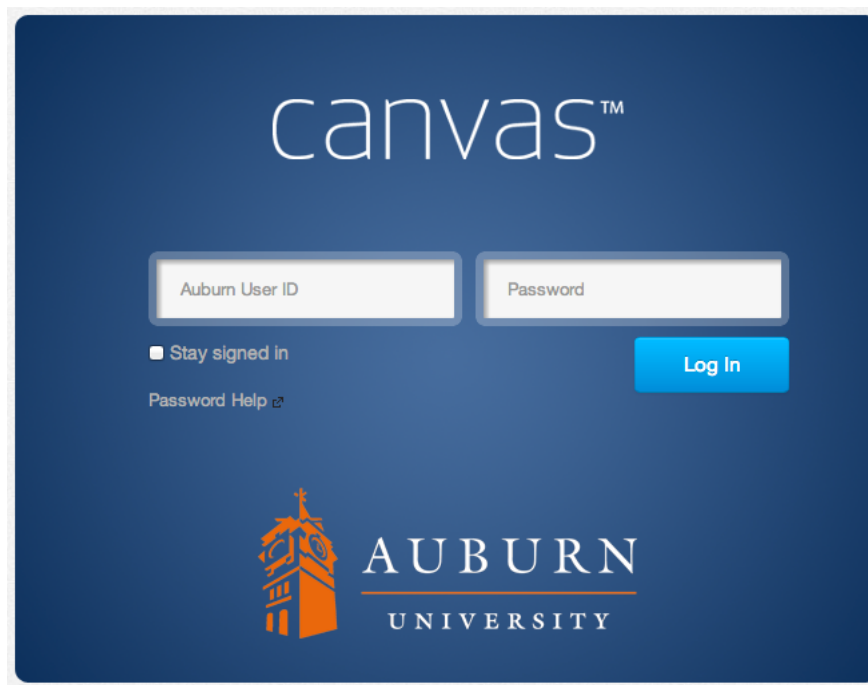 canvas™
Auburn User ID
Password
Stay signed in
Log In
Password Help
AUBURN
UNIVERSITY